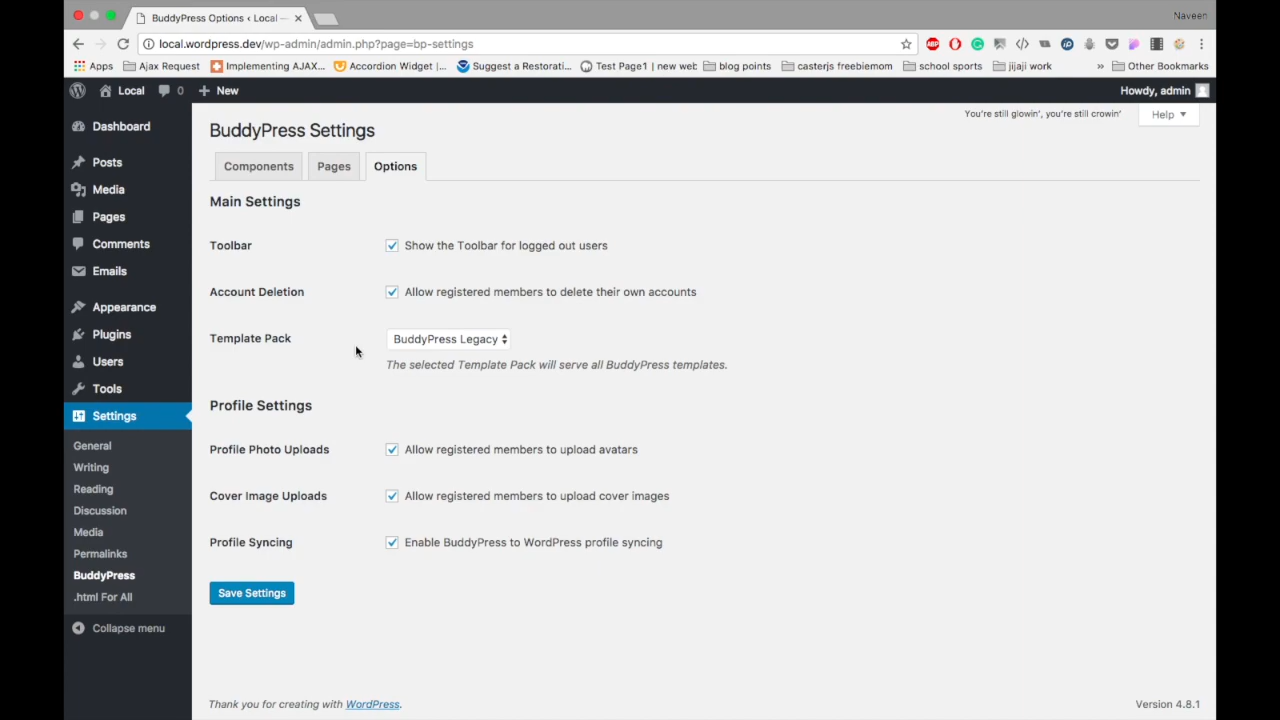 BuddyPress Options ‹ Local —
Naveen
local.wordpress.dev/wp-admin/admin.php?page=bp-settings
Apps Ajax Request Implementing AJAX... Accordion Widget |... Suggest a Restorati... Test Page1 | new web blog points casterjs freebiemom school sports jijaji work » Other Bookmarks
Local 0 + New Howdy, admin
You're still glowin', you're still crowin'
Help
Dashboard
Posts
Media
Pages
Comments
Emails
Appearance
Plugins
Users
Tools
Settings
General
Writing
Reading
Discussion
Media
Permalinks
BuddyPress
.html For All
Collapse menu
BuddyPress Settings
Components Pages Options
Main Settings
Toolbar Show the Toolbar for logged out users
Account Deletion Allow registered members to delete their own accounts
Template Pack BuddyPress Legacy
The selected Template Pack will serve all BuddyPress templates.
Profile Settings
Profile Photo Uploads Allow registered members to upload avatars
Cover Image Uploads Allow registered members to upload cover images
Profile Syncing Enable BuddyPress to WordPress profile syncing
Save Settings
Thank you for creating with WordPress.
Version 4.8.1